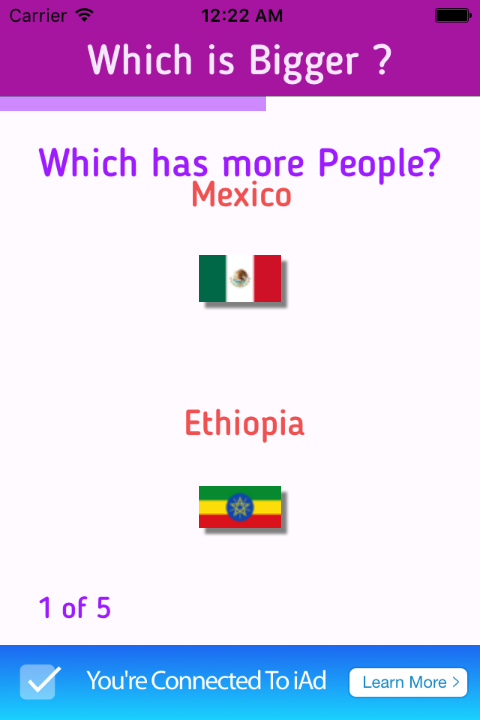 Carrier 12:22 AM
Which is Bigger ?
Which has more People?
Mexico
Ethiopia
1 of 5
You're Connected To iAd Learn More >